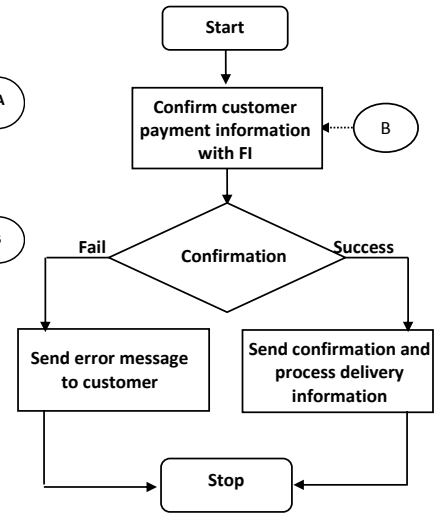 Start
A
Confirm customer
payment information
with FI
B
Fail
Confirmation
Success
Send error message
to customer
Send confirmation and
process delivery
information
Stop